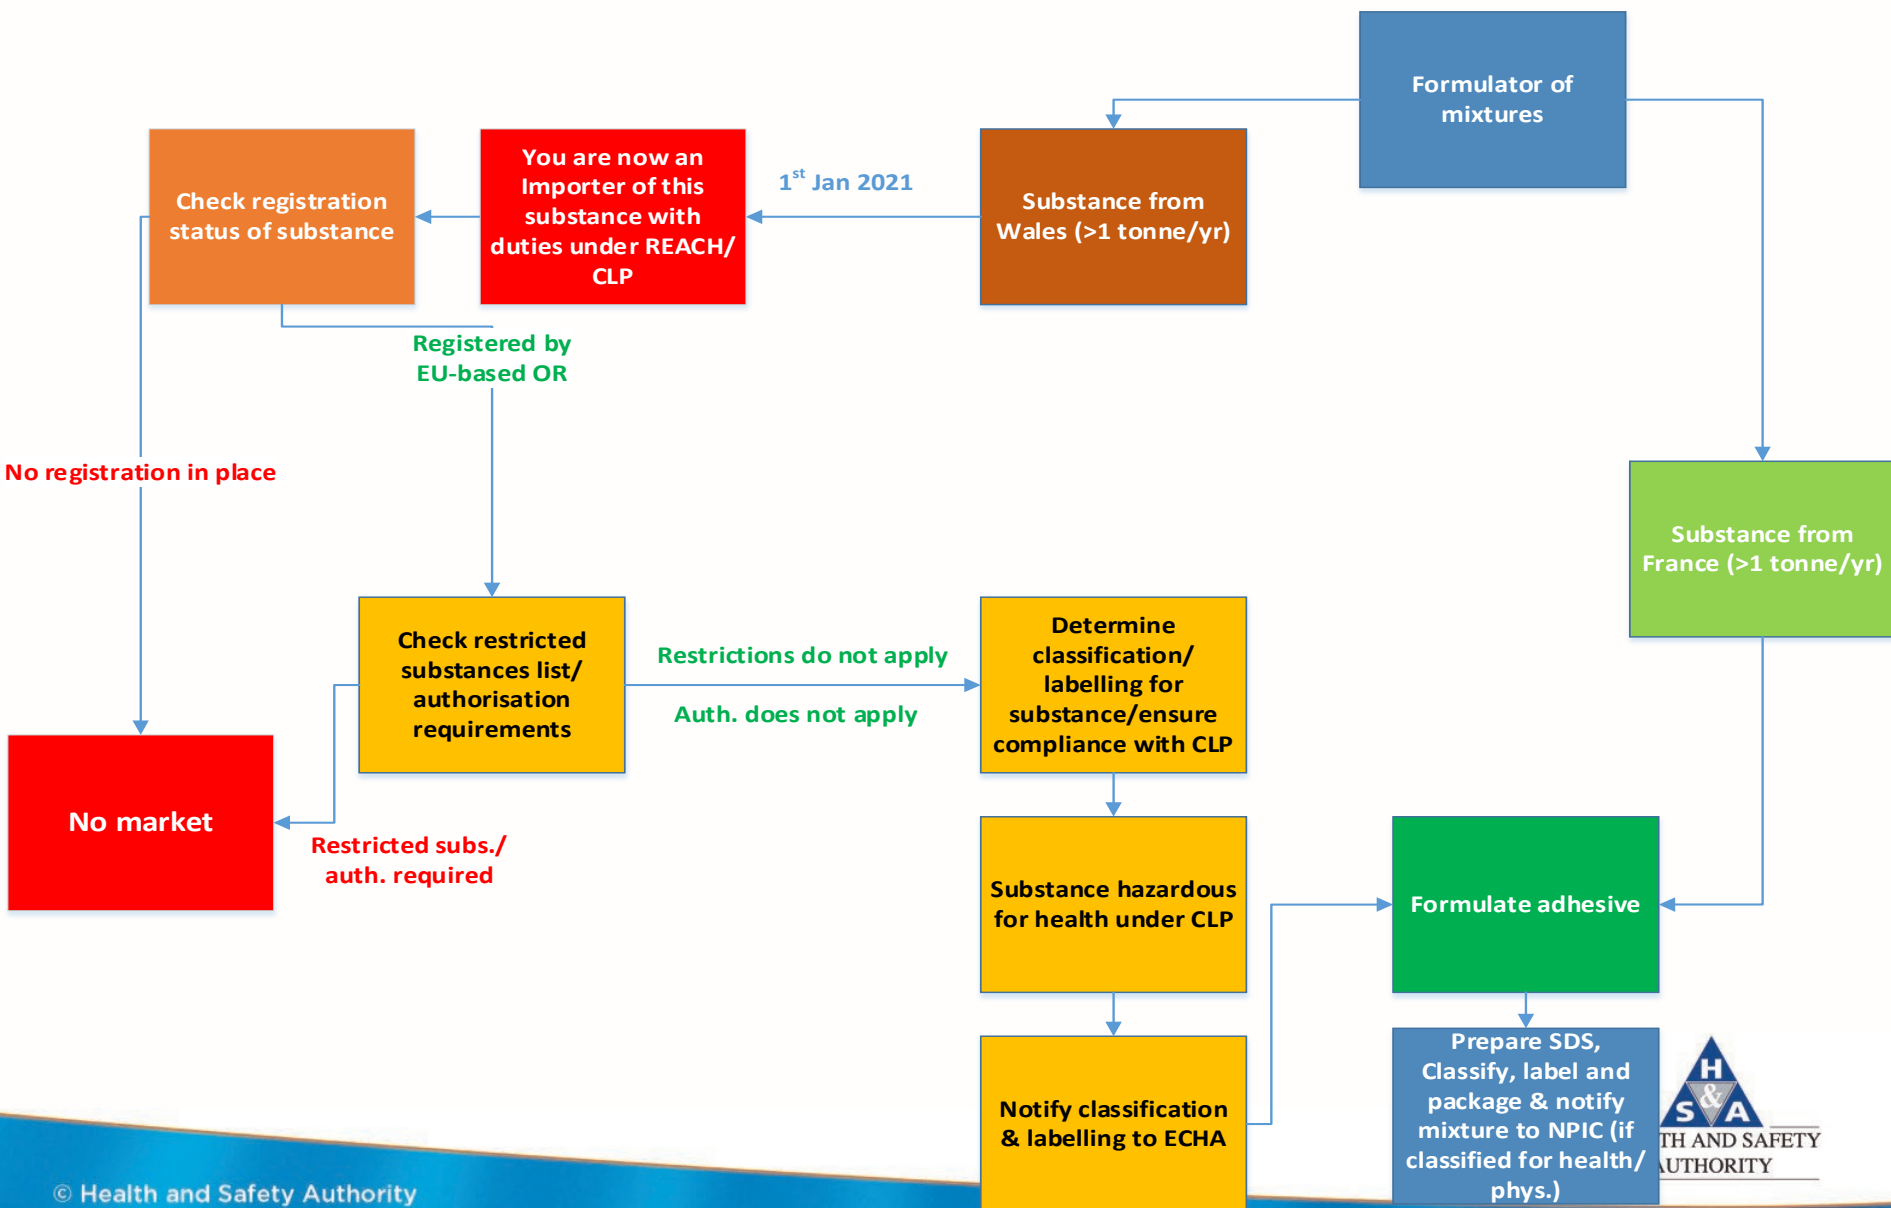 Formulator of
mixtures
Substance from
Wales (>1 tonne/yr)
1st Jan 2021
You are now an
Importer of this
substance with
duties under REACH/
CLP
Check registration
status of substance
Registered by
EU-based OR
No registration in place
Substance from
France (>1 tonne/yr)
Check restricted
substances list/
authorisation
requirements
Restrictions do not apply
Auth. does not apply
Determine
classification/
labelling for
substance/ensure
compliance with CLP
No market
Restricted subs./
auth. required
Substance hazardous
for health under CLP
Formulate adhesive
Notify classification
& labelling to ECHA
Prepare SDS,
Classify, label and
package & notify
mixture to NPIC (if
classified for health/
phys.)
H
&
S A
TH AND SAFETY
UTHORITY
© Health and Safety Authority